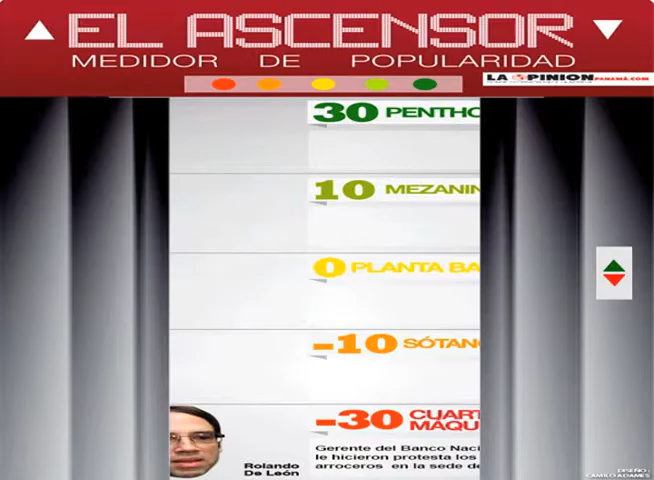 EL ASCENSOR
MEDIDOR DE POPULARIDAD
LA OPINION PANAMÁ.COM
30 PENTHO
10 MEZANIN
0 PLANTA BA
-10 SÓTAN
-30 CUART
MÁQU
Gerente del Banco Naci
le hicieron protesta los
arroceros en la sede de
Rolando
De León
DISEÑO:
CAMILO ADAMES